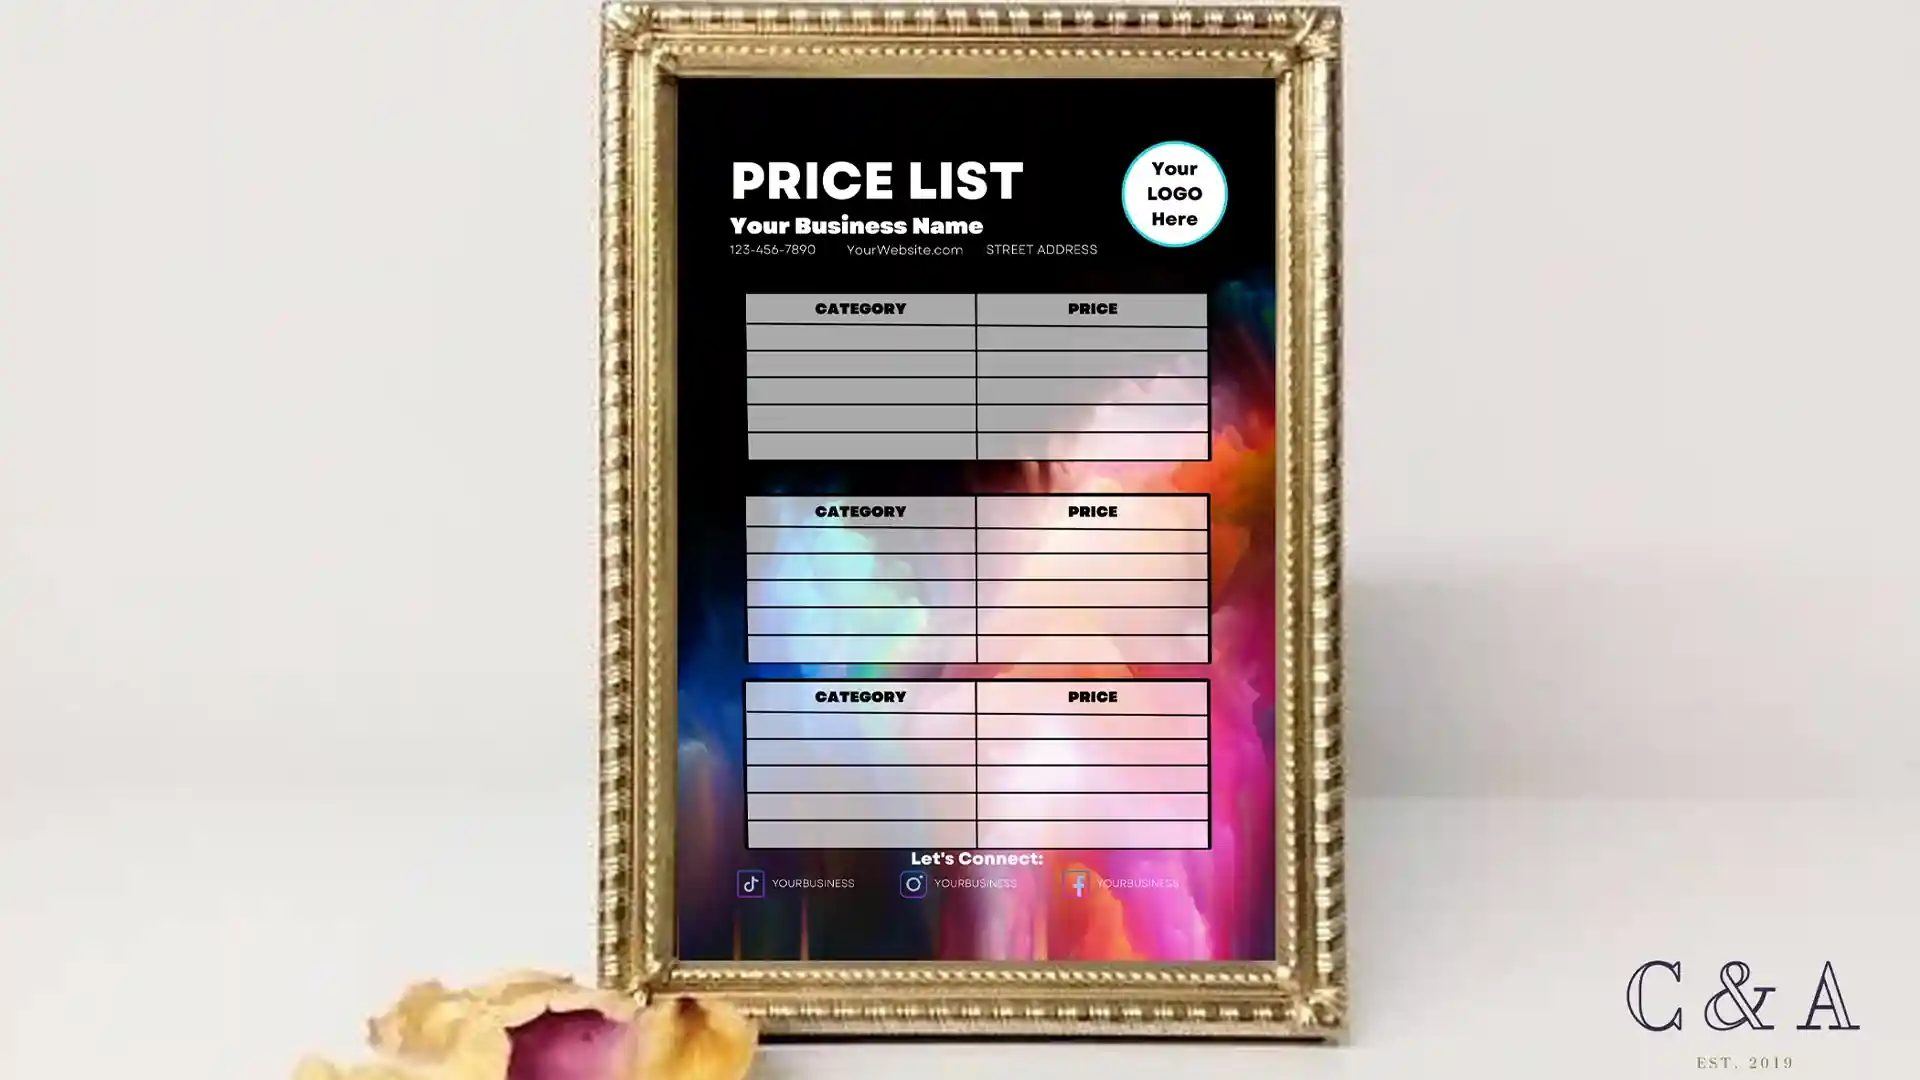 PRICE LIST
Your Business Name
123-456-7890 YourWebsite.com STREET ADDRESS
Your
LOGO
Here
CATEGORY PRICE
CATEGORY PRICE
CATEGORY PRICE
Let's Connect:
YOURBUSINESS YOURBUSINESS YOURBUSINESS
C & A
EST. 2019